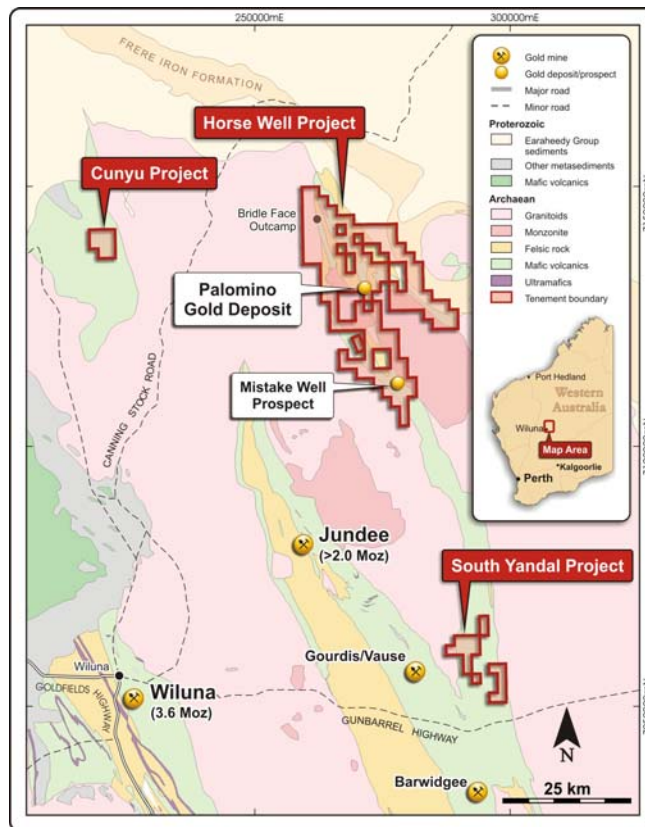 250000mE
300000mE
FRERE IRON FORMATION
Horse Well Project
Cunyu Project
Bridle Face
Outcamp
Palomino
Gold Deposit
Mistake Well
Prospect
CANNING STOCK ROAD
Jundee
(>2.0 Moz)
South Yandal Project
Gourdis/Vause
Wiluna
Wiluna
(3.6 Moz)
GOLDFIELDS HIGHWAY
GUNBARREL HIGHWAY
Barwidgee
N
25 km
Gold mine
Gold deposit/prospect
Major road
Minor road
Proterozoic
Earaheedy Group
sediments
Other metasediments
Mafic volcanics
Archaean
Granitoids
Monzonite
Felsic rock
Mafic volcanics
Ultramafics
Tenement boundary
Port Hedland
Western
Australia
Wiluna
Map Area
Kalgoorlie
Perth